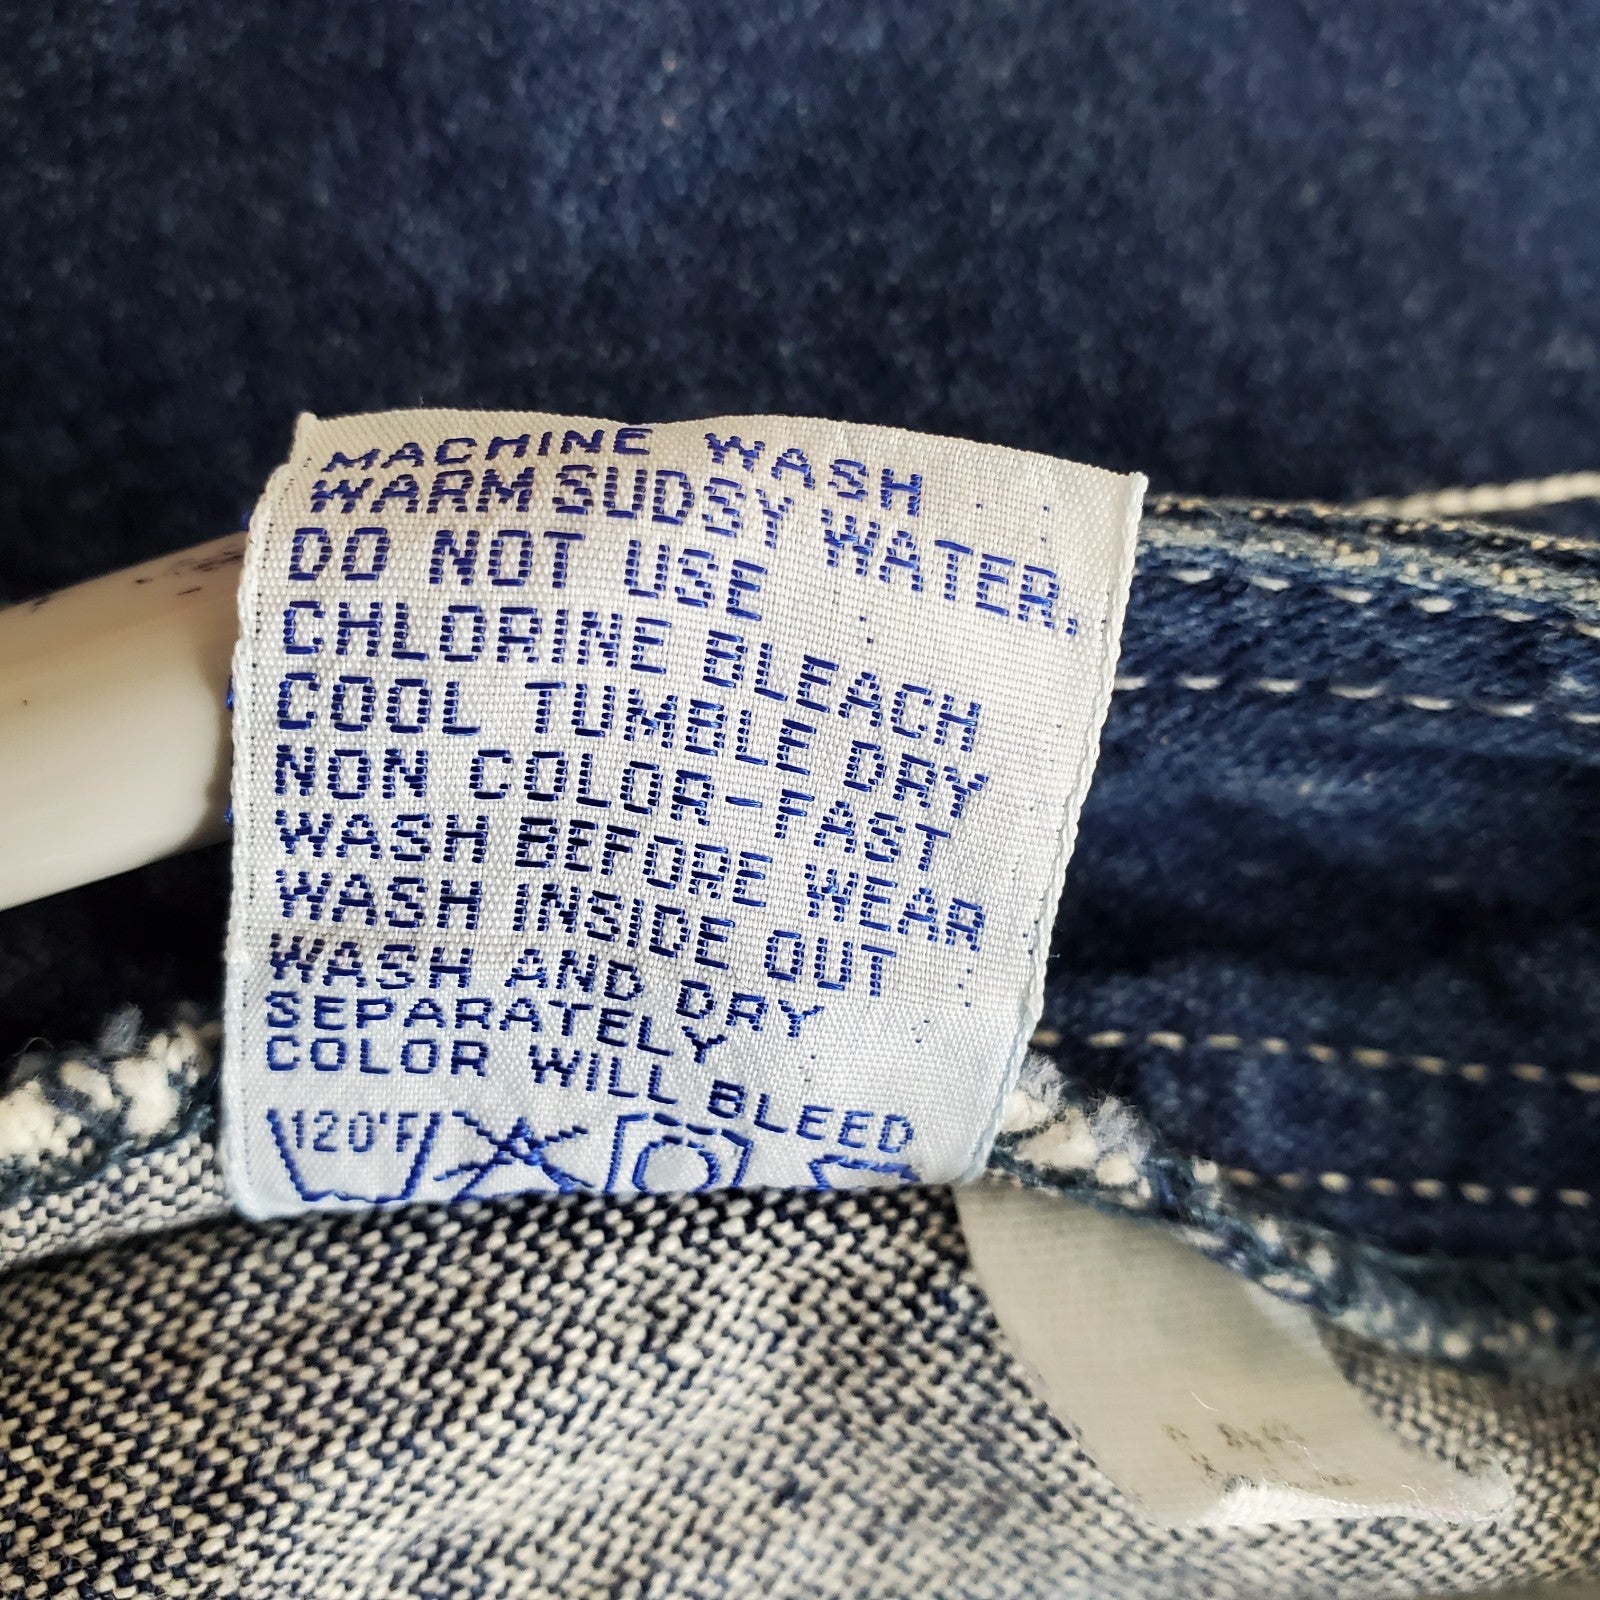 MACHINE WASH
WARM SUDSY WATER.
DO NOT USE
CHLORINE BLEACH
COOL TUMBLE DRY
NON COLOR-FAST
WASH BEFORE WEAR
WASH INSIDE OUT
WASH AND DRY
SEPARATELY
COLOR WILL BLEED
120°F